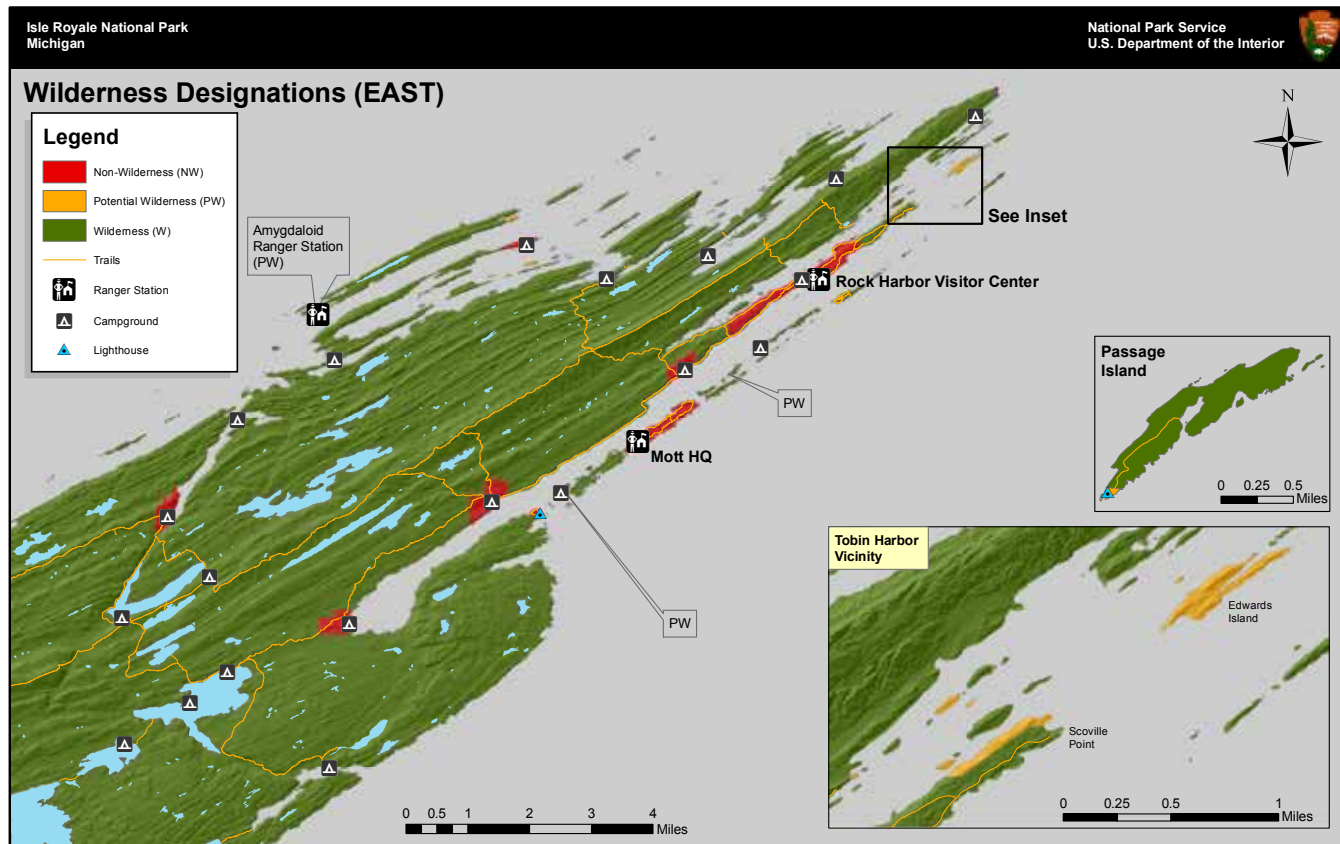 Isle Royale National Park
Michigan
National Park Service
U.S. Department of the Interior
Wilderness Designations (EAST)
Legend
Non-Wilderness (NW)
Potential Wilderness (PW)
Wilderness (W)
Trails
Ranger Station
Campground
Lighthouse
N
Amygdaloid
Ranger Station
(PW)
See Inset
Rock Harbor Visitor Center
PW
Mott HQ
PW
Passage
Island
0 0.25 0.5
Miles
Tobin Harbor
Vicinity
Edwards
Island
Scoville
Point
0 0.25 0.5 1
Miles
0 0.5 1 2 3 4
Miles